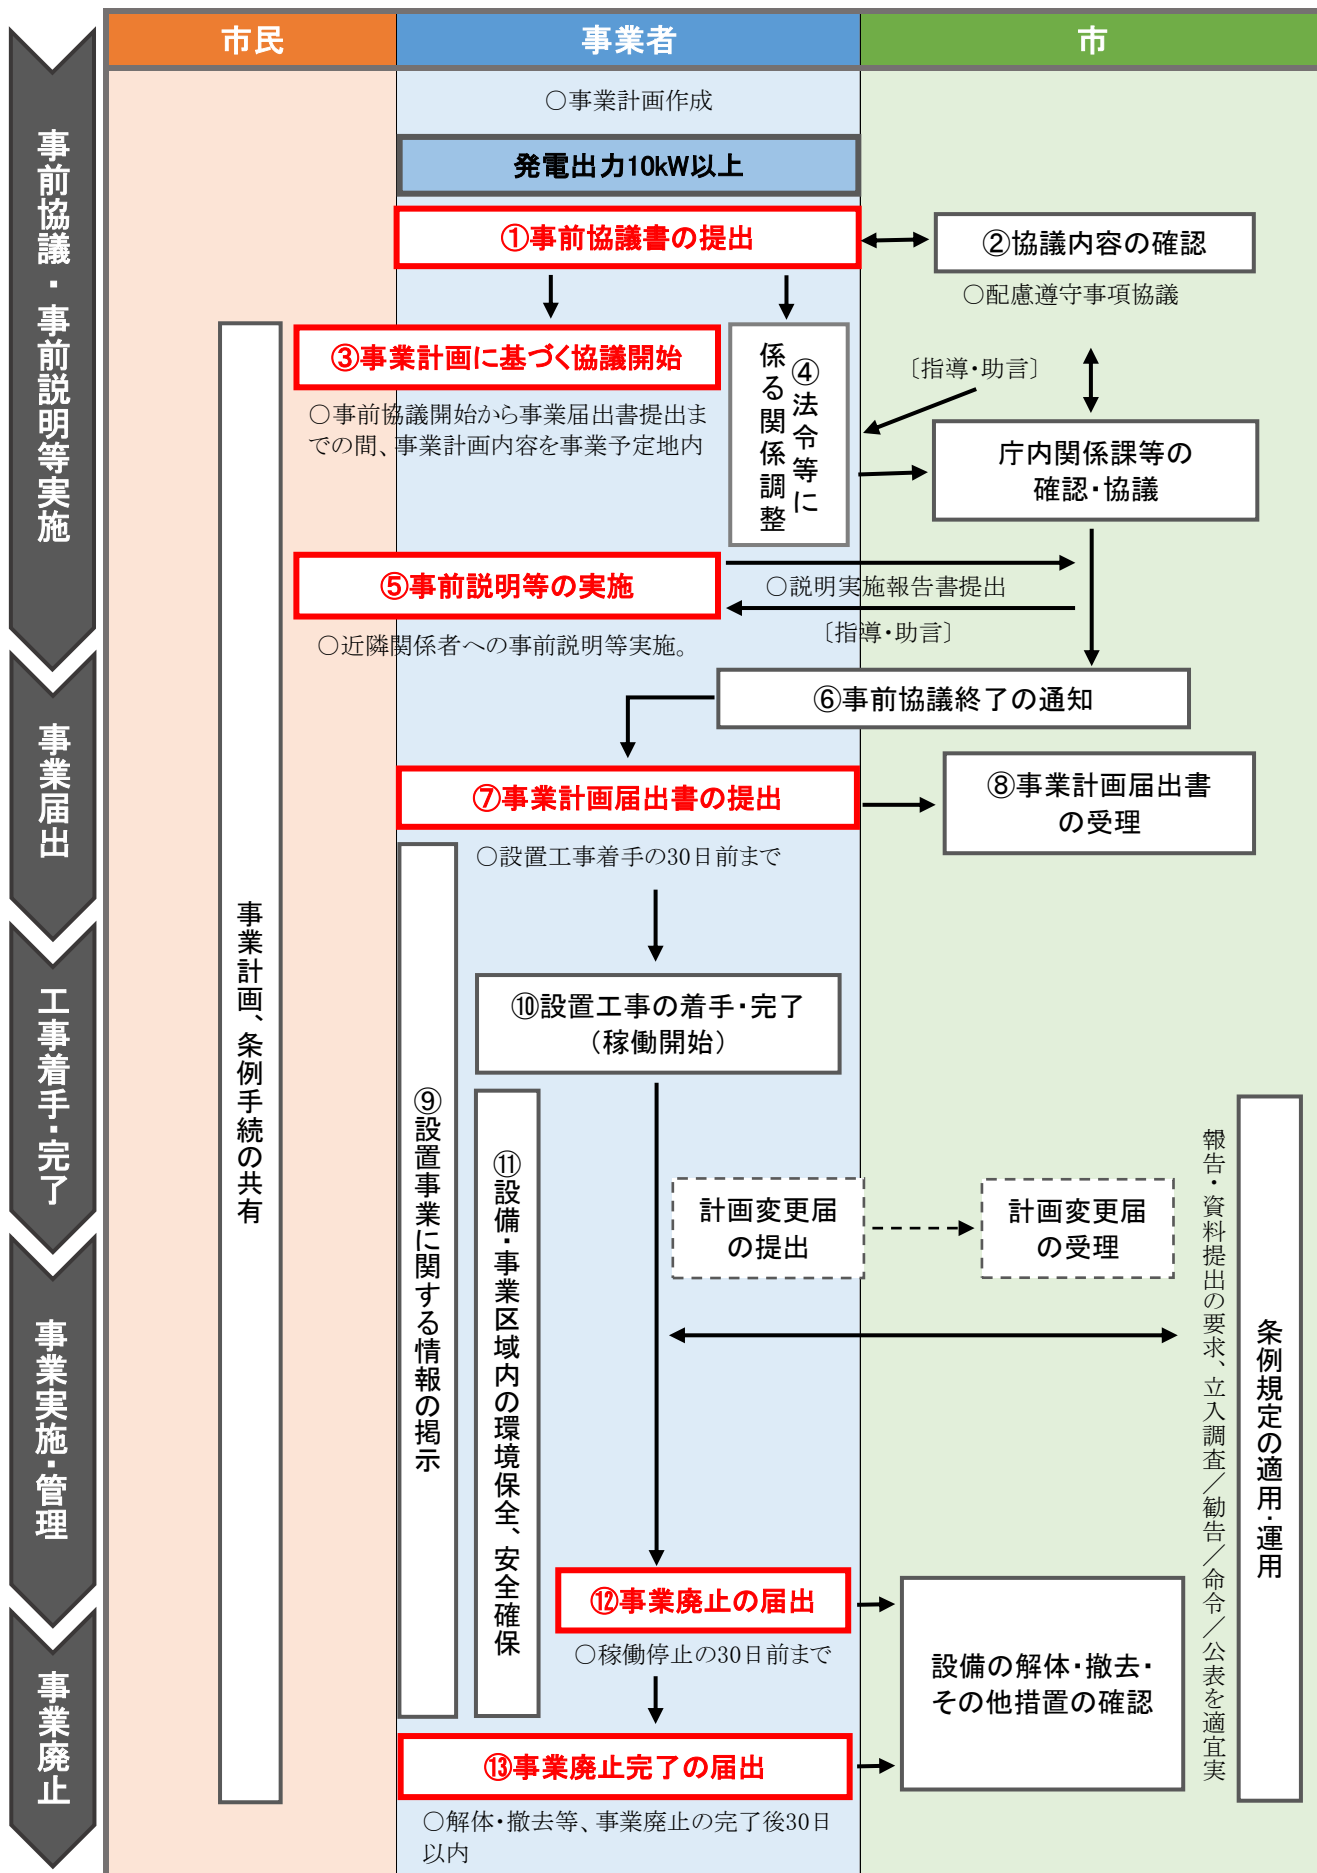 市民
事業者
市
事前協議・事前説明等実施
○事業計画作成
発電出力10kW以上
①事前協議書の提出
②協議内容の確認
○配慮遵守事項協議
③事業計画に基づく協議開始
○事前協議開始から事業届出書提出ま
での間、事業計画内容を事業予定地内
④法令等に
係る関係調整
〔指導・助言〕
庁内関係課等の
確認・協議
⑤事前説明等の実施
○説明実施報告書提出
○近隣関係者への事前説明等実施。
〔指導・助言〕
⑥事前協議終了の通知
事業届出
⑦事業計画届出書の提出
⑧事業計画届出書
の受理
○設置工事着手の30日前まで
事業計画、条例手続の共有
工事着手・完了
⑩設置工事の着手・完了
（稼働開始）
⑨設置事業に関する情報の掲示
⑪設備・事業区域内の環境保全、安全確保
計画変更届
の提出
計画変更届
の受理
条例規定の適用・運用
報告・資料提出の要求、立入調査／勧告／命令／公表を適宜実
事業実施・管理
⑫事業廃止の届出
○稼働停止の30日前まで
設備の解体・撤去・
その他措置の確認
事業廃止
⑬事業廃止完了の届出
○解体・撤去等、事業廃止の完了後30日
以内